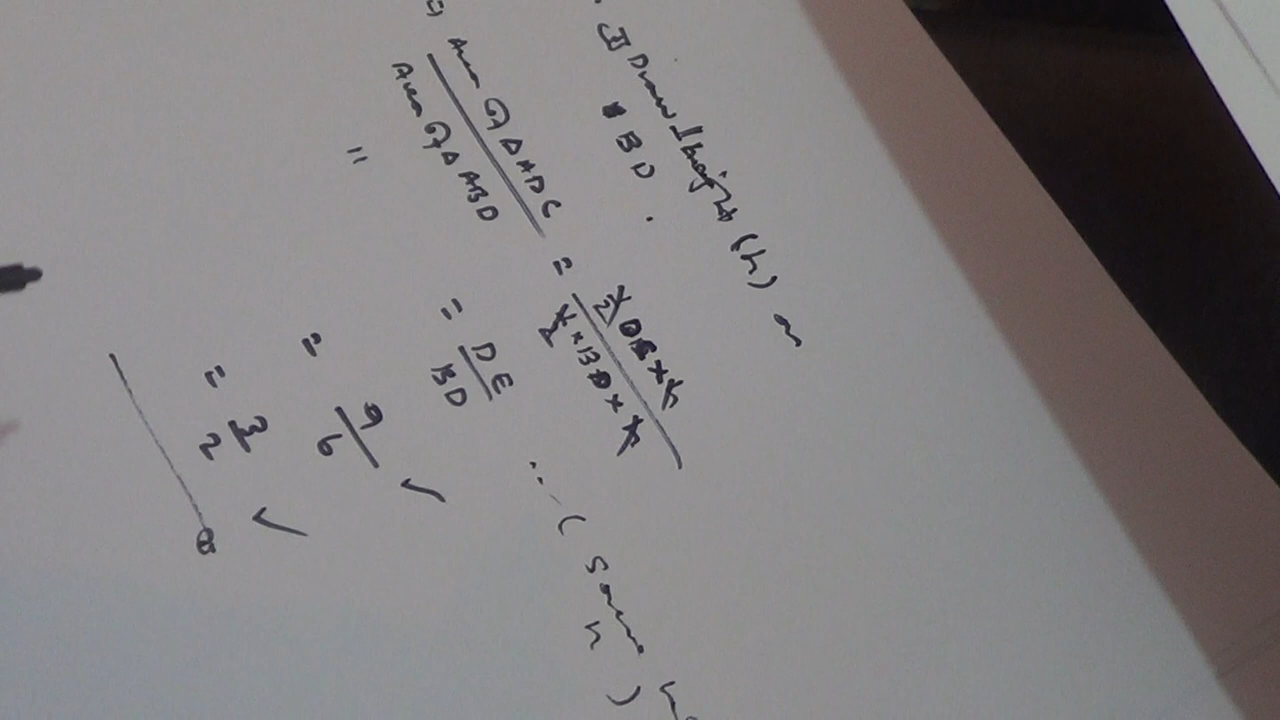 Draw ⊥ height (h) ~
BD.
Area of Δ ADC / Area of Δ ABD = ½ DE × h / ½ × BD × h
= DE / BD ... (same h)
= 9 / 6 ✓
= 3 / 2 ✓